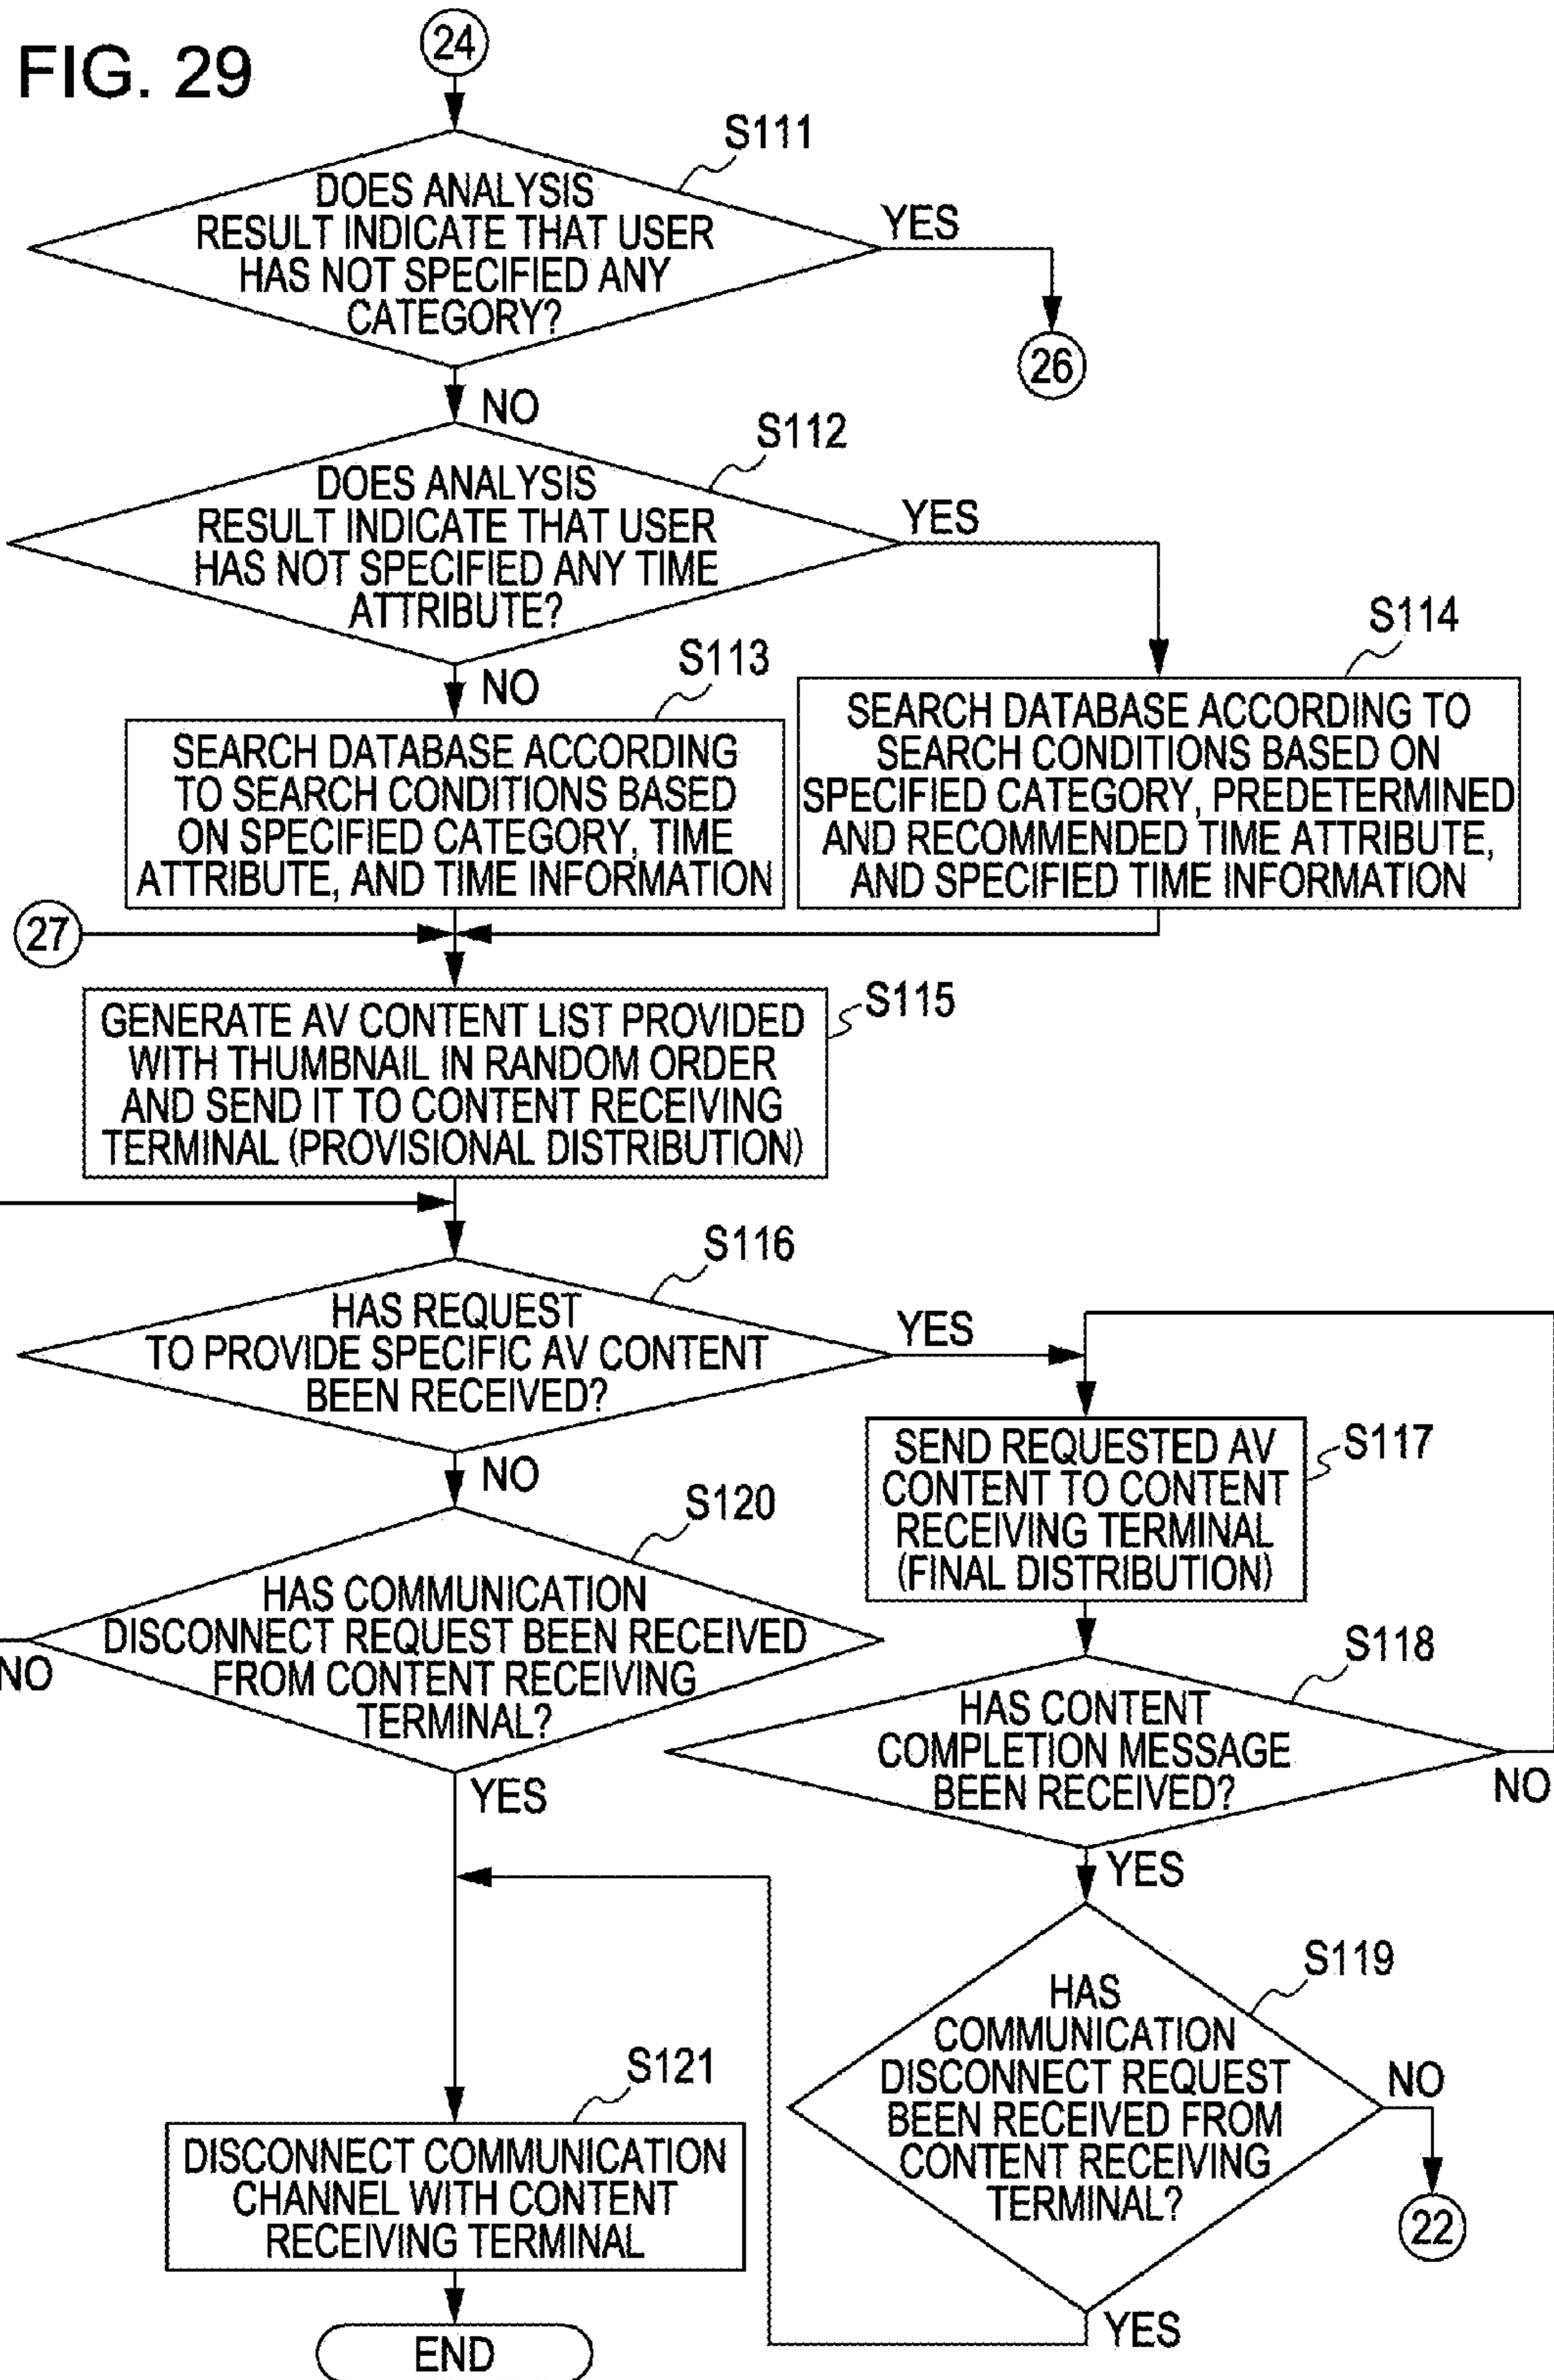 FIG. 29
24
S111
DOES ANALYSIS
RESULT INDICATE THAT USER
HAS NOT SPECIFIED ANY
CATEGORY?
YES
26
NO
S112
DOES ANALYSIS
RESULT INDICATE THAT USER
HAS NOT SPECIFIED ANY TIME
ATTRIBUTE?
YES
NO
S113
SEARCH DATABASE ACCORDING
TO SEARCH CONDITIONS BASED
ON SPECIFIED CATEGORY, TIME
ATTRIBUTE, AND TIME INFORMATION
S114
SEARCH DATABASE ACCORDING TO
SEARCH CONDITIONS BASED ON
SPECIFIED CATEGORY, PREDETERMINED
AND RECOMMENDED TIME ATTRIBUTE,
AND SPECIFIED TIME INFORMATION
27
S115
GENERATE AV CONTENT LIST PROVIDED
WITH THUMBNAIL IN RANDOM ORDER
AND SEND IT TO CONTENT RECEIVING
TERMINAL (PROVISIONAL DISTRIBUTION)
S116
HAS REQUEST
TO PROVIDE SPECIFIC AV CONTENT
BEEN RECEIVED?
YES
NO
S117
SEND REQUESTED AV
CONTENT TO CONTENT
RECEIVING TERMINAL
(FINAL DISTRIBUTION)
S120
HAS COMMUNICATION
DISCONNECT REQUEST BEEN RECEIVED
FROM CONTENT RECEIVING
TERMINAL?
NO
YES
S118
HAS CONTENT
COMPLETION MESSAGE
BEEN RECEIVED?
NO
YES
S119
HAS
COMMUNICATION
DISCONNECT REQUEST
BEEN RECEIVED FROM
CONTENT RECEIVING
TERMINAL?
NO
22
YES
S121
DISCONNECT COMMUNICATION
CHANNEL WITH CONTENT
RECEIVING TERMINAL
END